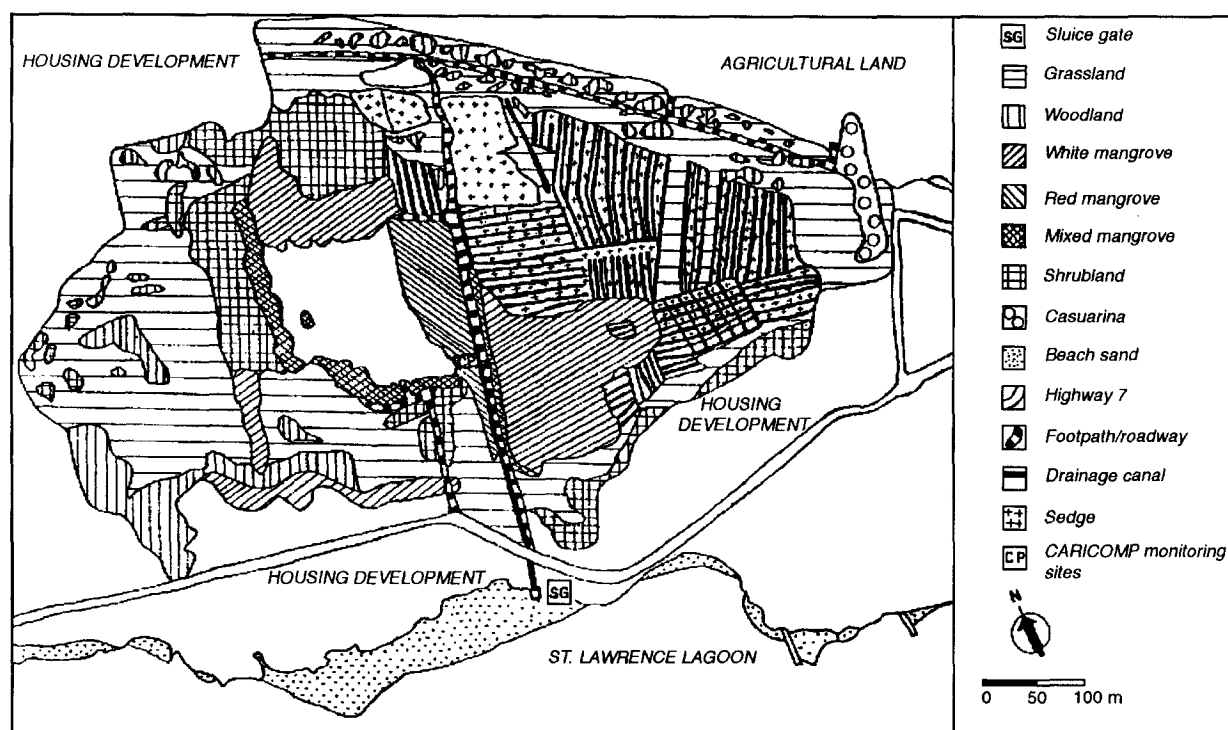 HOUSING DEVELOPMENT
AGRICULTURAL LAND
HOUSING
DEVELOPMENT
HOUSING DEVELOPMENT
SG
ST. LAWRENCE LAGOON
SG Sluice gate
Grassland
Woodland
White mangrove
Red mangrove
Mixed mangrove
Shrubland
Casuarina
Beach sand
Highway 7
Footpath/roadway
Drainage canal
Sedge
CP CARICOMP monitoring
sites
N
0 50 100 m